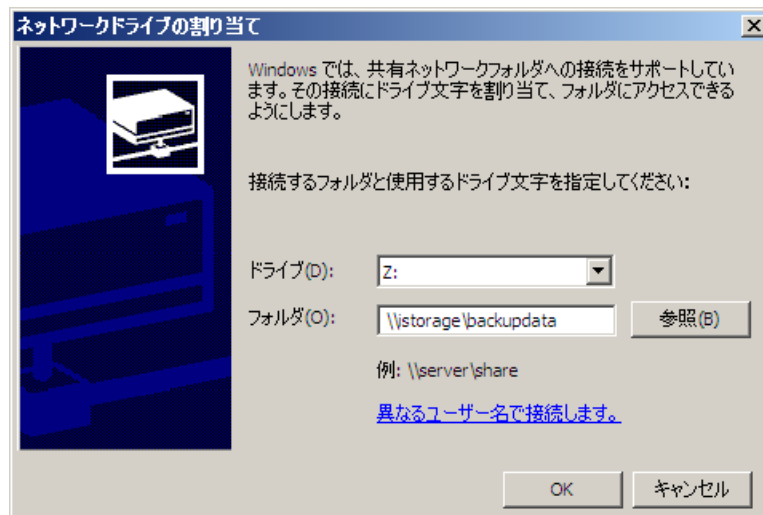 ネットワークドライブの割り当て
Windows では、共有ネットワークフォルダへの接続をサポートしてい
ます。その接続にドライブ文字を割り当て、フォルダにアクセスできる
ようにします。
接続するフォルダと使用するドライブ文字を指定してください:
ドライブ(D):
Z:
フォルダ(O):
\\istorage\backupdata
参照(B)
例: \\server\share
異なるユーザー名で接続します。
OK
キャンセル